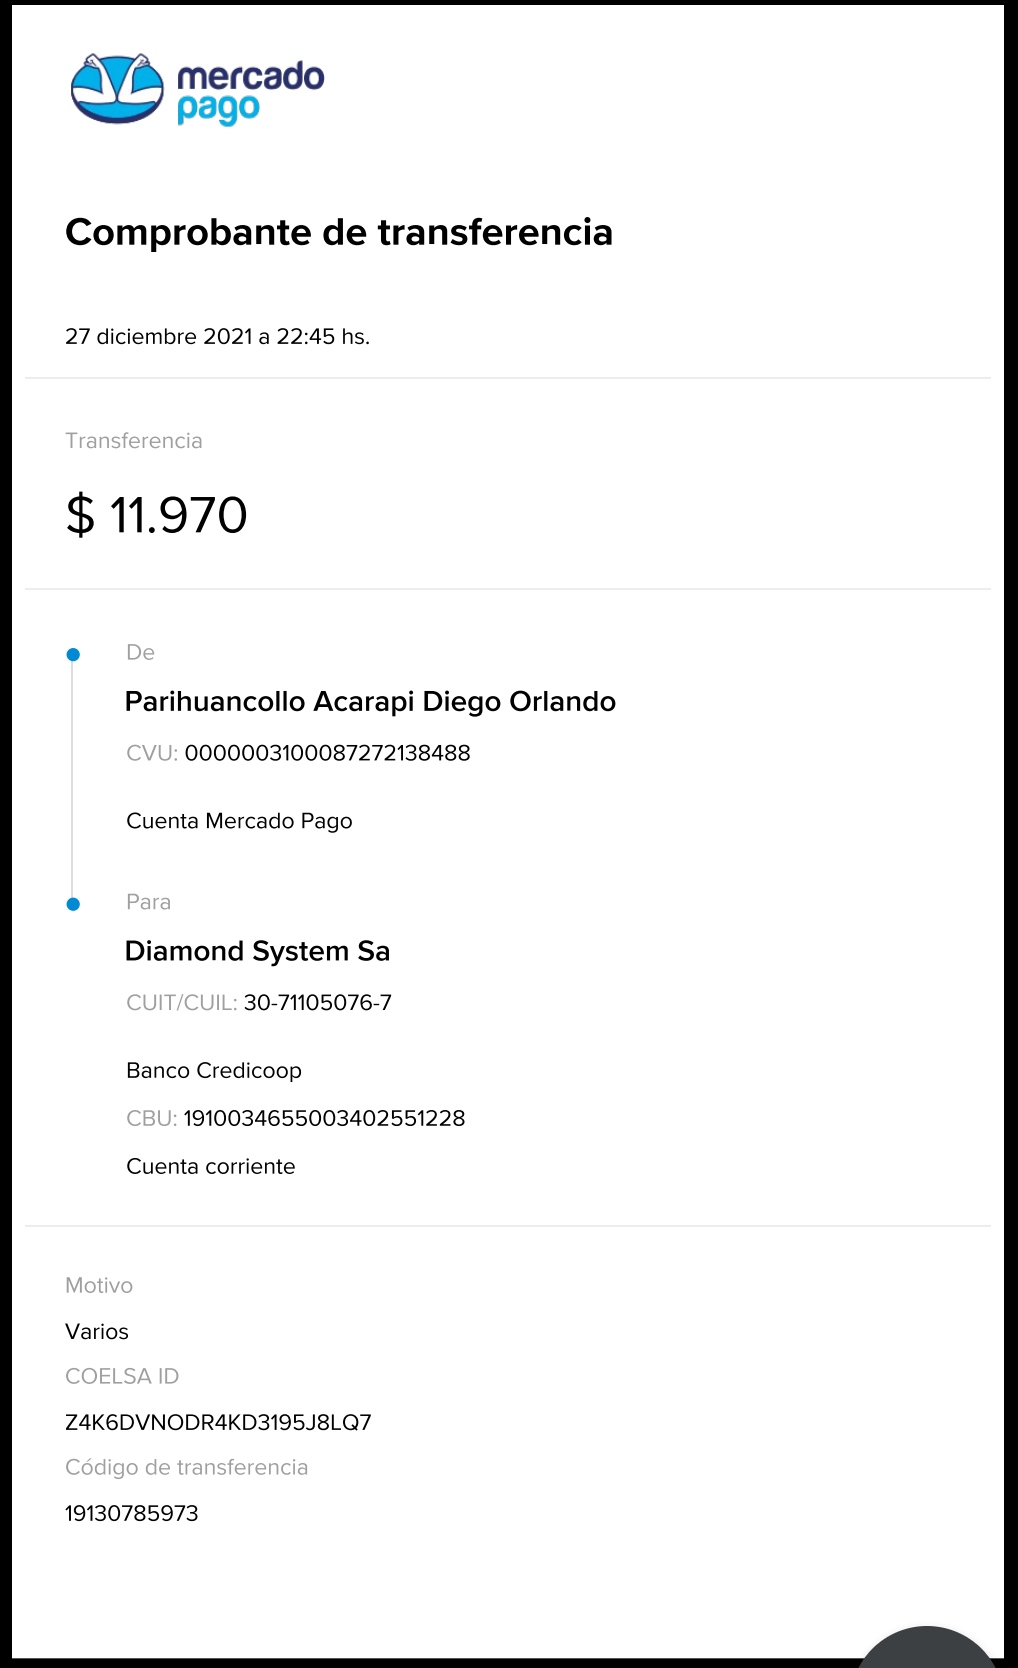 mercado
pago
Comprobante de transferencia
27 diciembre 2021 a 22:45 hs.
Transferencia
$ 11.970
De
Parihuancollo Acarapi Diego Orlando
CVU: 0000003100087272138488
Cuenta Mercado Pago
Para
Diamond System Sa
CUIT/CUIL: 30-71105076-7
Banco Credicoop
CBU: 1910034655003402551228
Cuenta corriente
Motivo
Varios
COELSA ID
Z4K6DVNODR4KD3195J8LQ7
Código de transferencia
19130785973